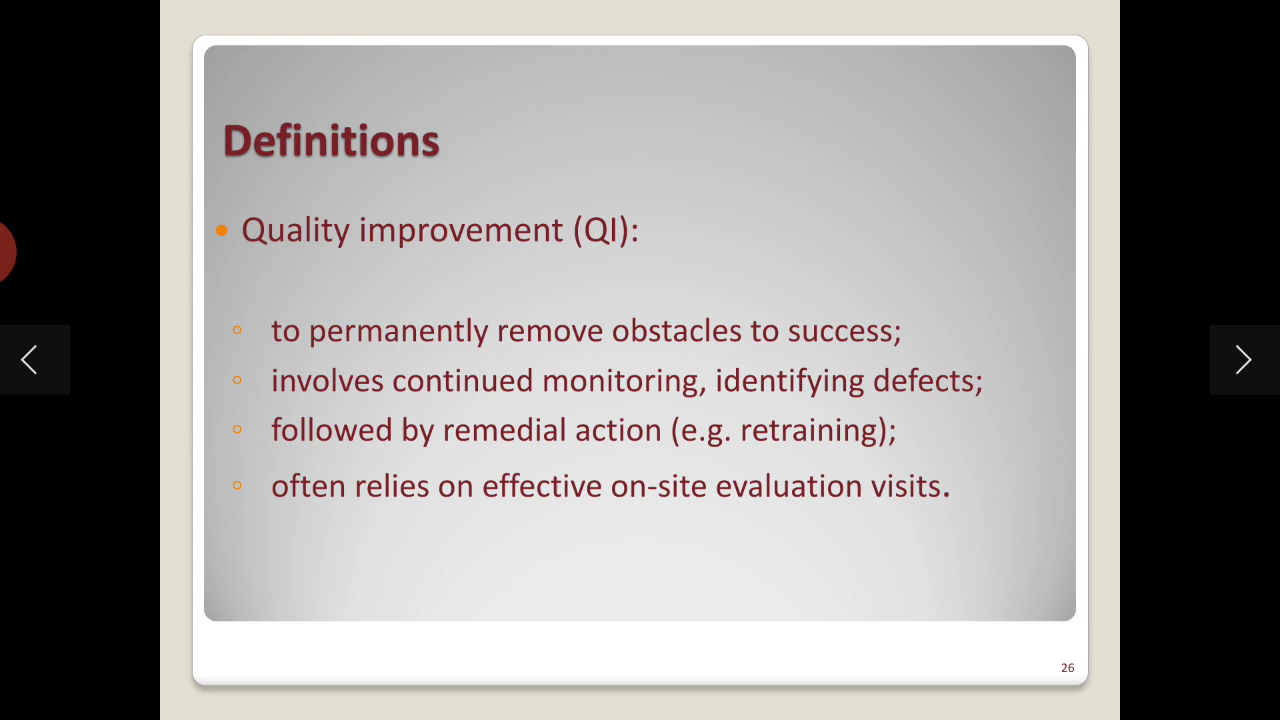 Definitions
• Quality improvement (QI):
◦ to permanently remove obstacles to success;
◦ involves continued monitoring, identifying defects;
◦ followed by remedial action (e.g. retraining);
◦ often relies on effective on-site evaluation visits.
26